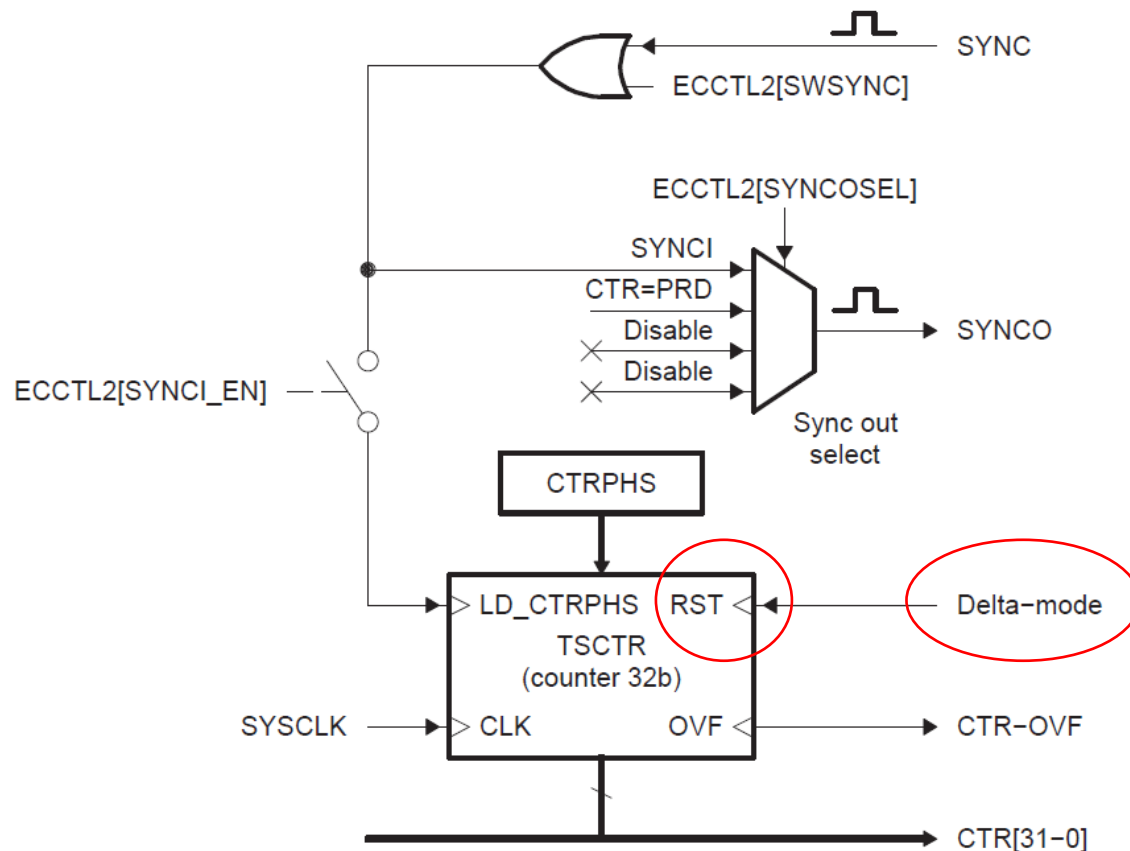 SYNC
ECCTL2[SWSYNC]
ECCTL2[SYNCOSEL]
SYNCI
CTR=PRD
Disable
SYNCO
Disable
ECCTL2[SYNCI_EN]
Sync out
select
CTRPHS
LD_CTRPHS RST
Delta−mode
TSCTR
(counter 32b)
SYSCLK
CLK OVF
CTR−OVF
CTR[31−0]